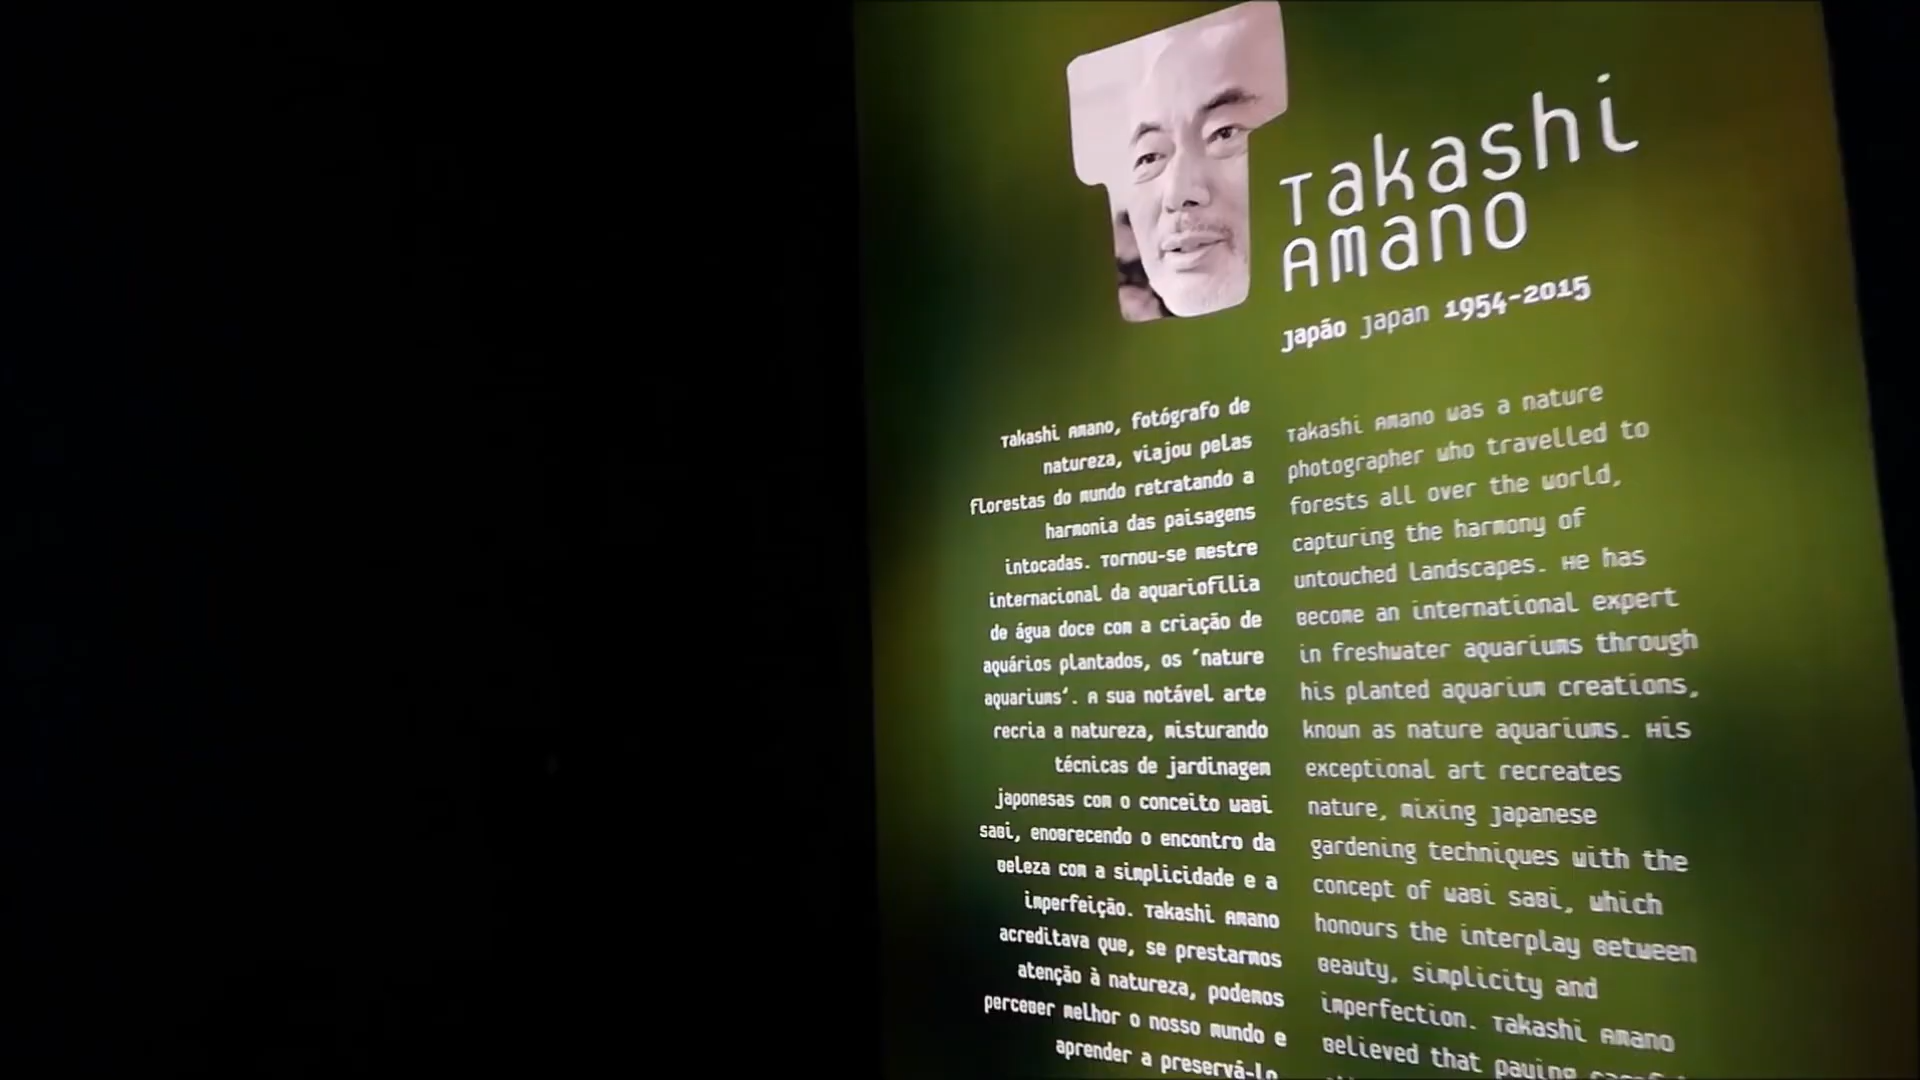 Takashi
Amano
Japão Japan 1954-2015
Takashi Amano, fotógrafo de
natureza, viajou pelas
florestas do mundo retratando a
harmonia das paisagens
intocadas. Tornou-se mestre
internacional da aquariofilia
de água doce com a criação de
aquários plantados, os ‘nature
aquariums’. A sua notável arte
recria a natureza, misturando
técnicas de jardinagem
japonesas com o conceito wabi
sabi, enobrecendo o encontro da
beleza com a simplicidade e a
imperfeição. Takashi Amano
acreditava que, se prestarmos
atenção à natureza, podemos
perceber melhor o nosso mundo e
aprender a preservá-lo
Takashi Amano was a nature
photographer who travelled to
forests all over the world,
capturing the harmony of
untouched landscapes. He has
become an international expert
in freshwater aquariums through
his planted aquarium creations,
known as nature aquariums. His
exceptional art recreates
nature, mixing Japanese
gardening techniques with the
concept of wabi sabi, which
honours the interplay between
beauty, simplicity and
imperfection. Takashi Amano
believed that paying